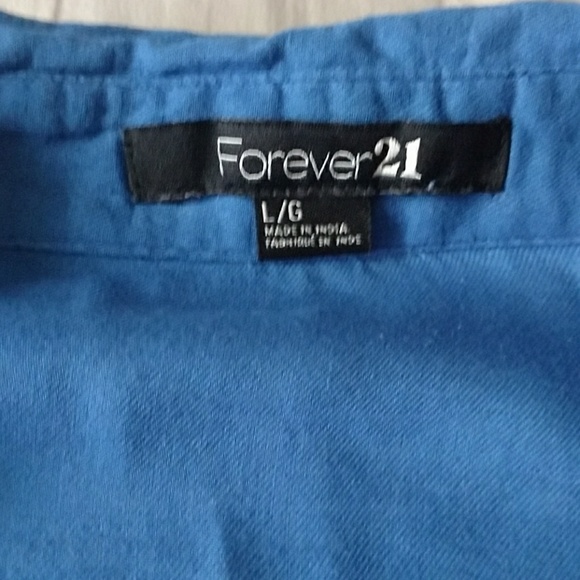 Forever21
L/G
MADE IN INDIA
FABRIQUÉ EN INDE